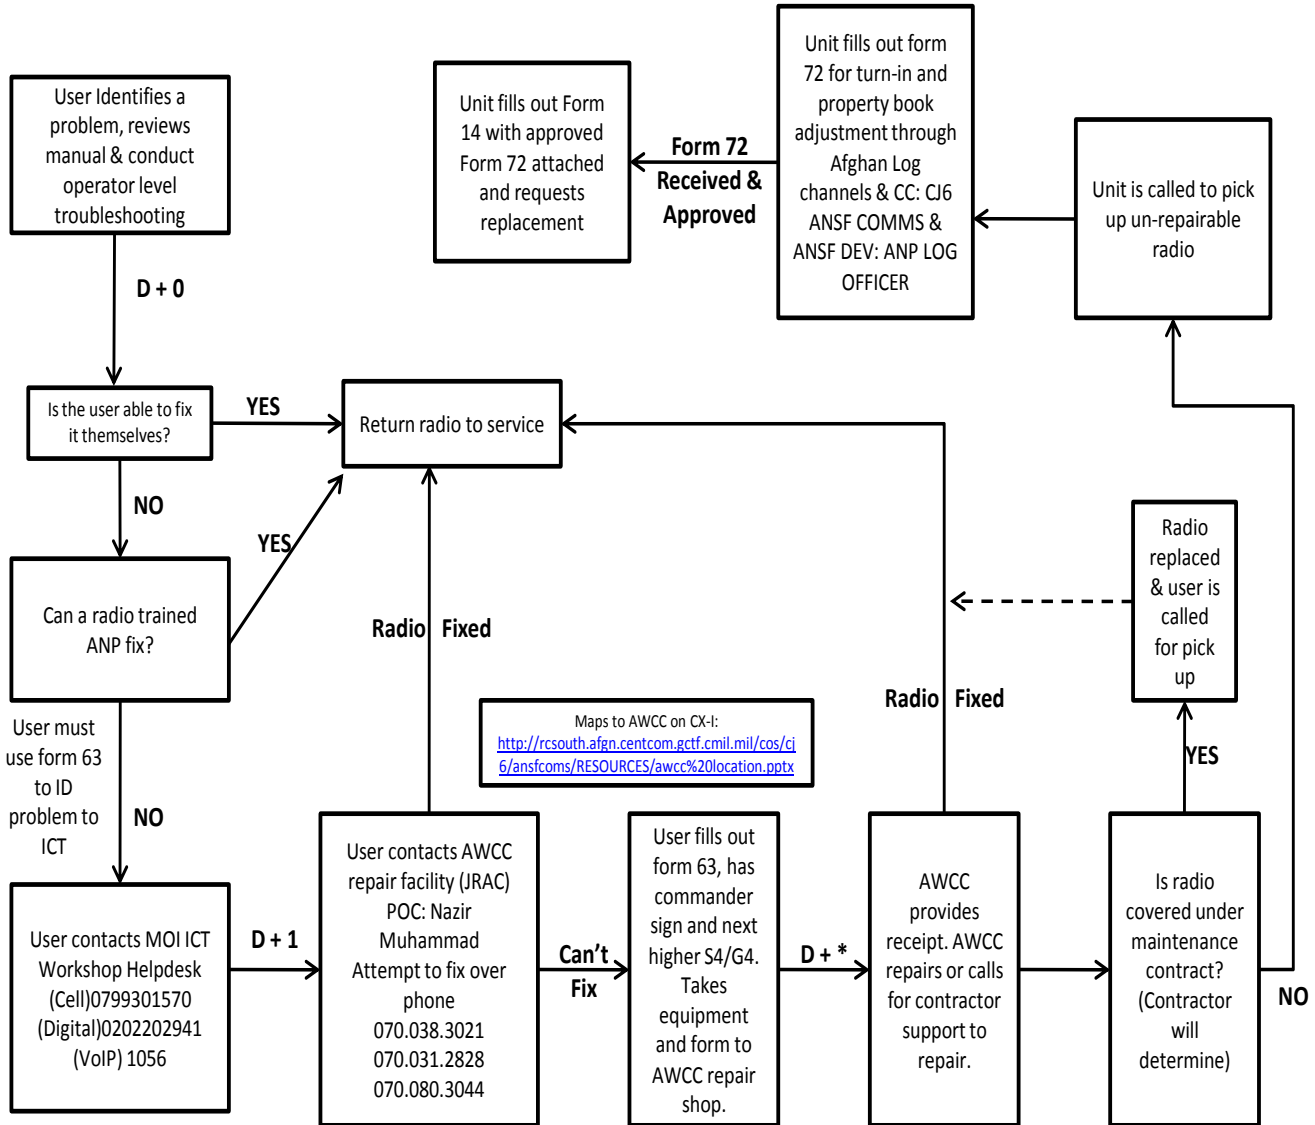 User Identifies a
problem, reviews
manual & conduct
operator level
troubleshooting
D + 0
Is the user able to fix
it themselves?
YES
Return radio to service
NO
YES
Can a radio trained
ANP fix?
User must
use form 63
to ID
problem to
ICT
NO
User contacts MOI ICT
Workshop Helpdesk
(Cell)0799301570
(Digital)0202202941
(VoIP) 1056
D + 1
User contacts AWCC
repair facility (JRAC)
POC: Nazir
Muhammad
Attempt to fix over
phone
070.038.3021
070.031.2828
070.080.3044
Radio Fixed
Can't
Fix
Maps to AWCC on CX-I:
http://rcsouth.afgn.centcom.gctf.cmil.mil/cos/cj
6/ansfcoms/RESOURCES/awcc%20location.pptx
User fills out
form 63, has
commander
sign and next
higher S4/G4.
Takes
equipment
and form to
AWCC repair
shop.
D + *
AWCC
provides
receipt. AWCC
repairs or calls
for contractor
support to
repair.
Radio Fixed
Is radio
covered under
maintenance
contract?
(Contractor
will
determine)
YES
Radio
replaced
& user is
called
for pick
up
NO
Unit is called to pick
up un-repairable
radio
Unit fills out form
72 for turn-in and
property book
adjustment through
Afghan Log
channels & CC: CJ6
ANSF COMMS &
ANSF DEV: ANP LOG
OFFICER
Form 72
Received &
Approved
Unit fills out Form
14 with approved
Form 72 attached
and requests
replacement